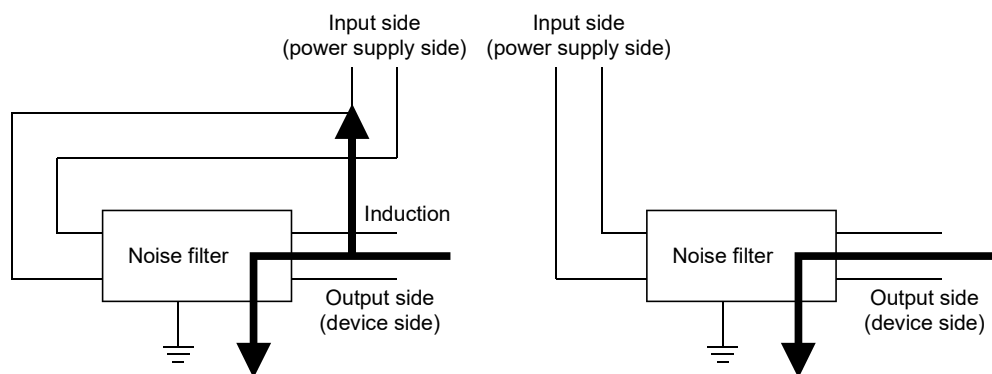 Input side
(power supply side)
Induction
Noise filter
Output side
(device side)
Input side
(power supply side)
Noise filter
Output side
(device side)